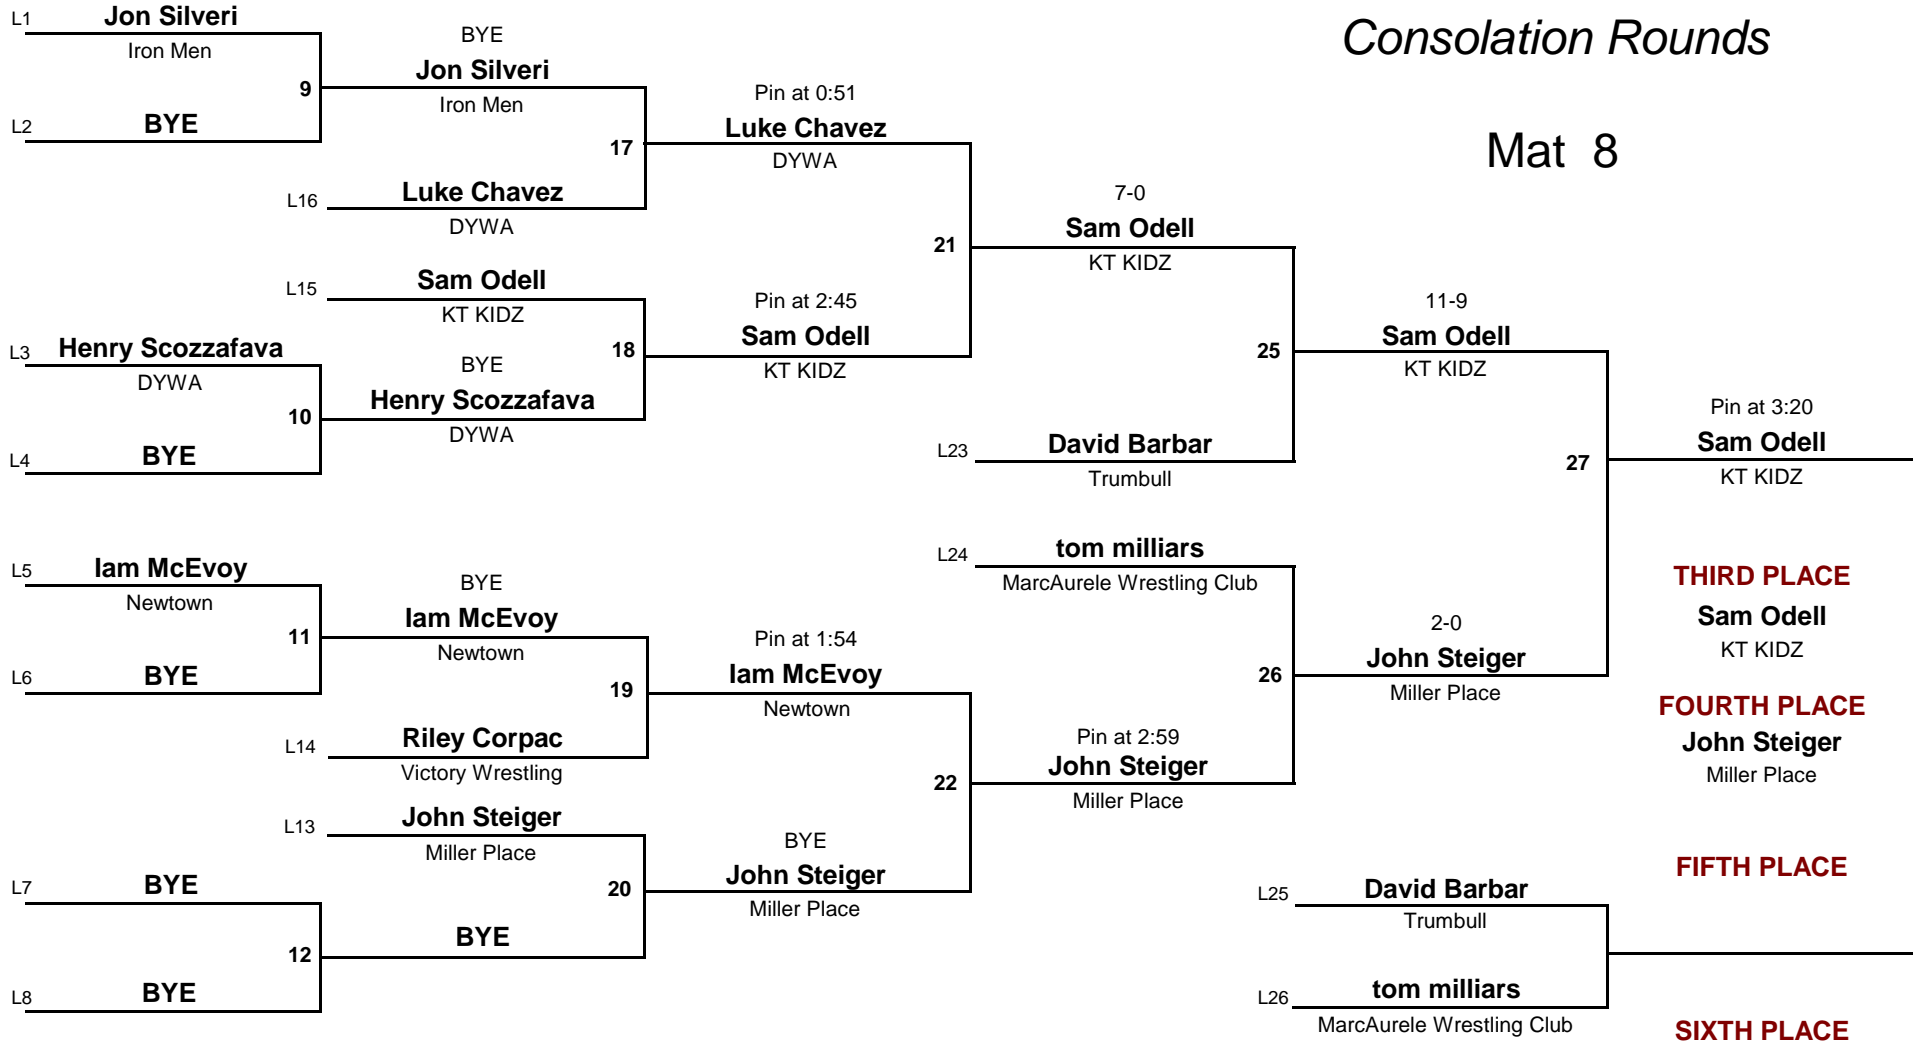 Consolation Rounds
Mat 8
L1 Jon Silveri
Iron Men
9
L2 BYE
L3 Henry Scozzafava
DYWA
10
L4 BYE
L5 Iam McEvoy
Newtown
11
L6 BYE
L7 BYE
12
L8 BYE
BYE
Jon Silveri
Iron Men
17
L16 Luke Chavez
DYWA
L15 Sam Odell
KT KIDZ
18
BYE
Henry Scozzafava
DYWA
BYE
Iam McEvoy
Newtown
19
L14 Riley Corpac
Victory Wrestling
L13 John Steiger
Miller Place
20
BYE
Pin at 0:51
Luke Chavez
DYWA
21
Pin at 2:45
Sam Odell
KT KIDZ
Pin at 1:54
Iam McEvoy
Newtown
22
BYE
John Steiger
Miller Place
7-0
Sam Odell
KT KIDZ
25
L23 David Barbar
Trumbull
L24 tom milliars
MarcAurele Wrestling Club
26
Pin at 2:59
John Steiger
Miller Place
11-9
Sam Odell
KT KIDZ
27
2-0
John Steiger
Miller Place
Pin at 3:20
Sam Odell
KT KIDZ
THIRD PLACE
Sam Odell
KT KIDZ
FOURTH PLACE
John Steiger
Miller Place
L25 David Barbar
Trumbull
L26 tom milliars
MarcAurele Wrestling Club
FIFTH PLACE
SIXTH PLACE